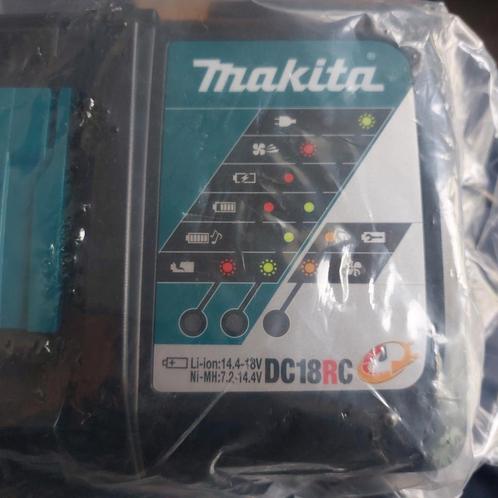 makita
Li-ion:14.4-18V
Ni-MH:7.2-14.4V
DC18RC